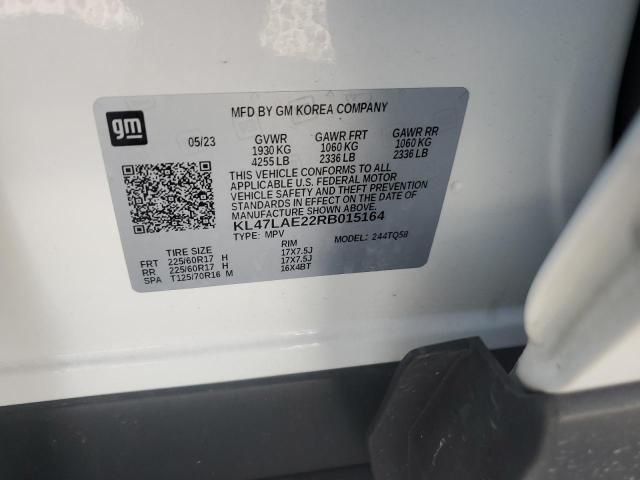 gm
MFD BY GM KOREA COMPANY
05/23 GVWR GAWR FRT GAWR RR
1930 KG 1060 KG 1060 KG
4255 LB 2336 LB 2336 LB
THIS VEHICLE CONFORMS TO ALL
APPLICABLE U.S. FEDERAL MOTOR
VEHICLE SAFETY AND THEFT PREVENTION
STANDARDS IN EFFECT ON THE DATE OF
MANUFACTURE SHOWN ABOVE.
KL47LAE22RB015164
TYPE: MPV MODEL: 244TQ58
TIRE SIZE RIM
FRT 225/60R17 H 17X7.5J
RR 225/60R17 H 17X7.5J
SPA T125/70R16 M 16X4BT